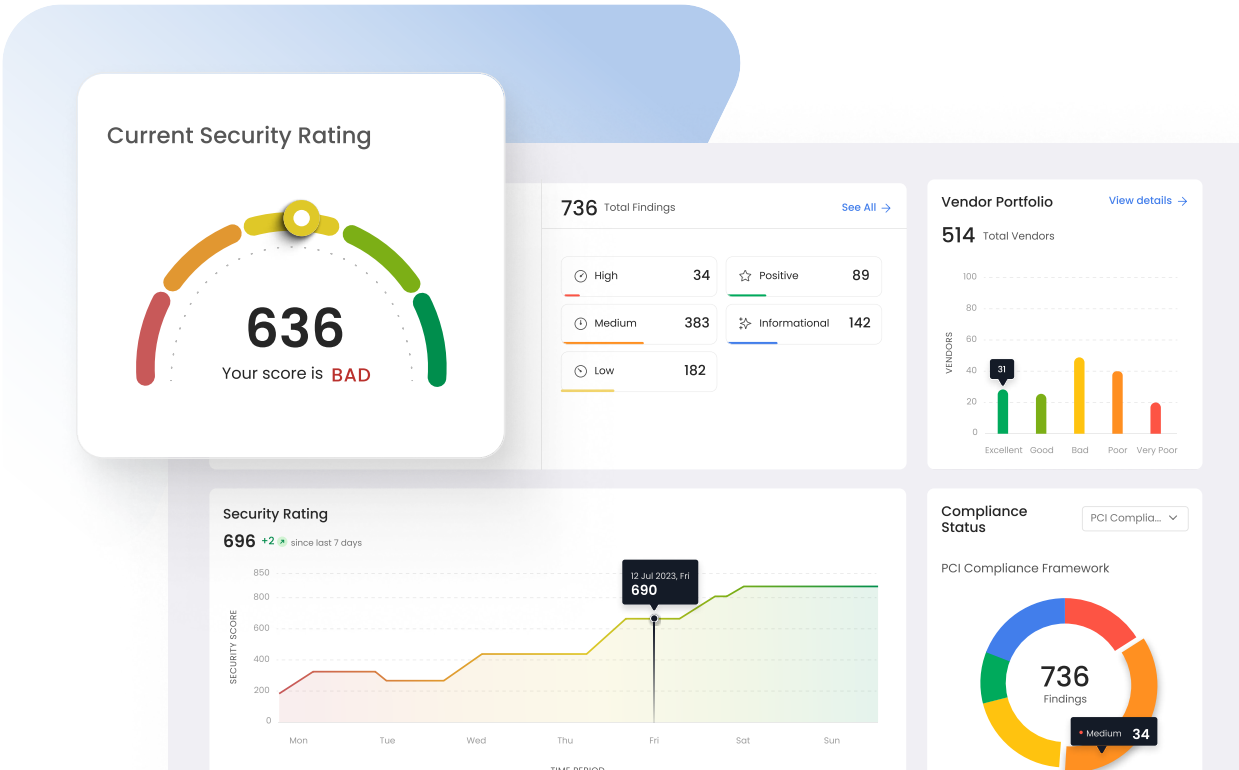 Current Security Rating
636
Your score is BAD
736 Total Findings
See All
High 34
Positive 89
Medium 383
Informational 142
Low 182
Vendor Portfolio
View details
514 Total Vendors
100
80
60
40
20
0
VENDORS
31
Excellent Good Bad Poor Very Poor
Security Rating
696 +2 since last 7 days
850
800
600
400
200
0
SECURITY SCORE
12 Jul 2023, Fri
690
Mon Tue Wed Thu Fri Sat Sun
TIME PERIOD
Compliance
Status
PCI Complia...
PCI Compliance Framework
736
Findings
Medium 34